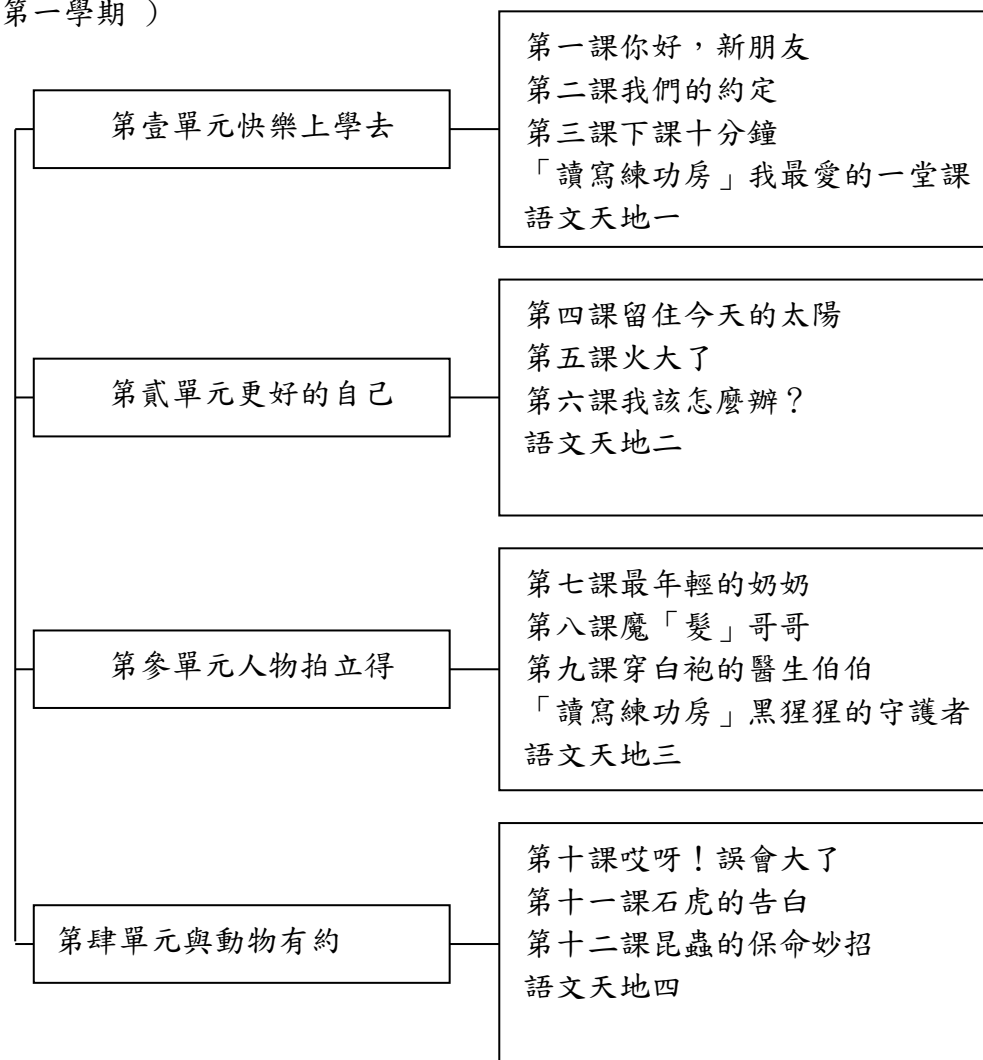 第一學期 ）
第壹單元快樂上學去
第一課你好，新朋友
第二課我們的約定
第三課下課十分鐘
「讀寫練功房」我最愛的一堂課
語文天地一
第貳單元更好的自己
第四課留住今天的太陽
第五課火大了
第六課我該怎麼辦？
語文天地二
第參單元人物拍立得
第七課最年輕的奶奶
第八課魔「髮」哥哥
第九課穿白袍的醫生伯伯
「讀寫練功房」黑猩猩的守護者
語文天地三
第肆單元與動物有約
第十課哎呀！誤會大了
第十一課石虎的告白
第十二課昆蟲的保命妙招
語文天地四